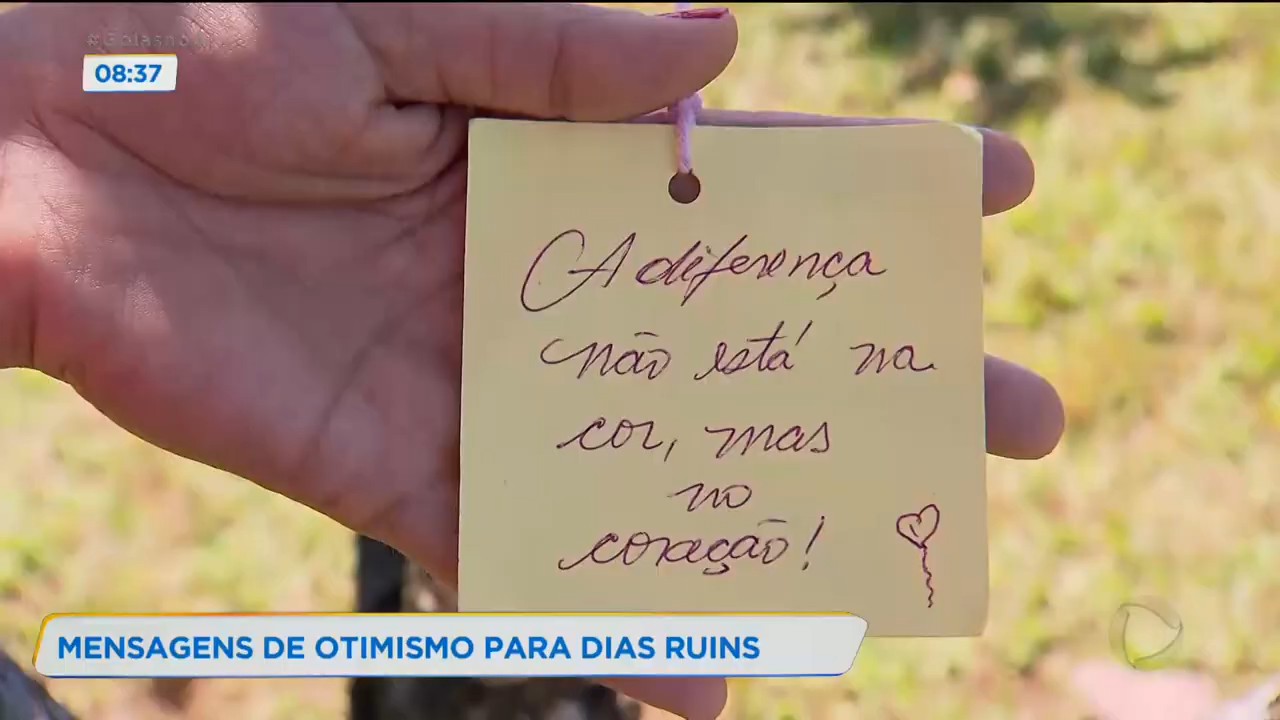 08:37
A diferença
não está na
cor, mas
no
coração!
MENSAGENS DE OTIMISMO PARA DIAS RUINS